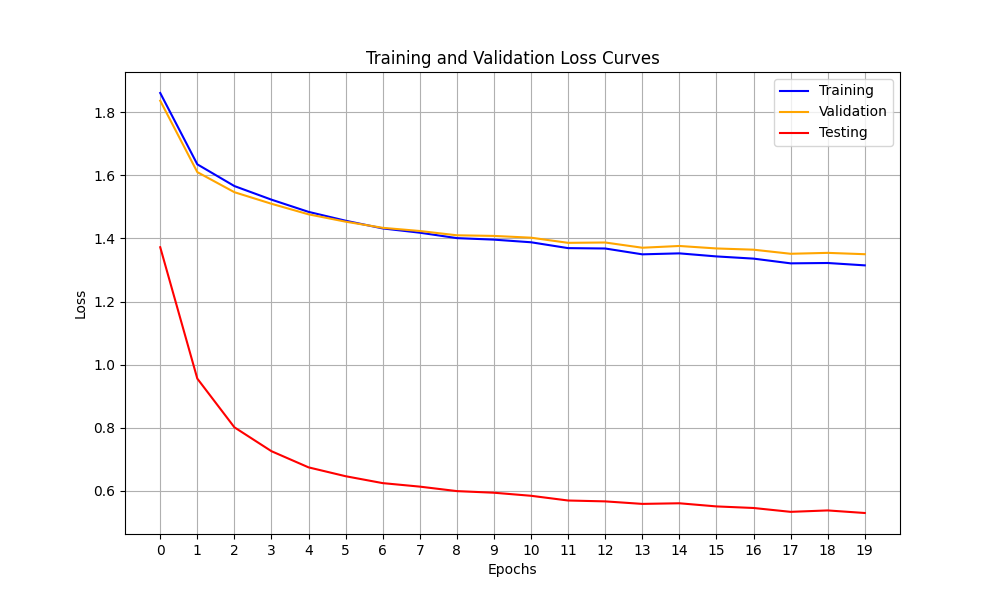 Training and Validation Loss Curves
Training
Validation
Testing
Loss
1.8
1.6
1.4
1.2
1.0
0.8
0.6
0 1 2 3 4 5 6 7 8 9 10 11 12 13 14 15 16 17 18 19
Epochs